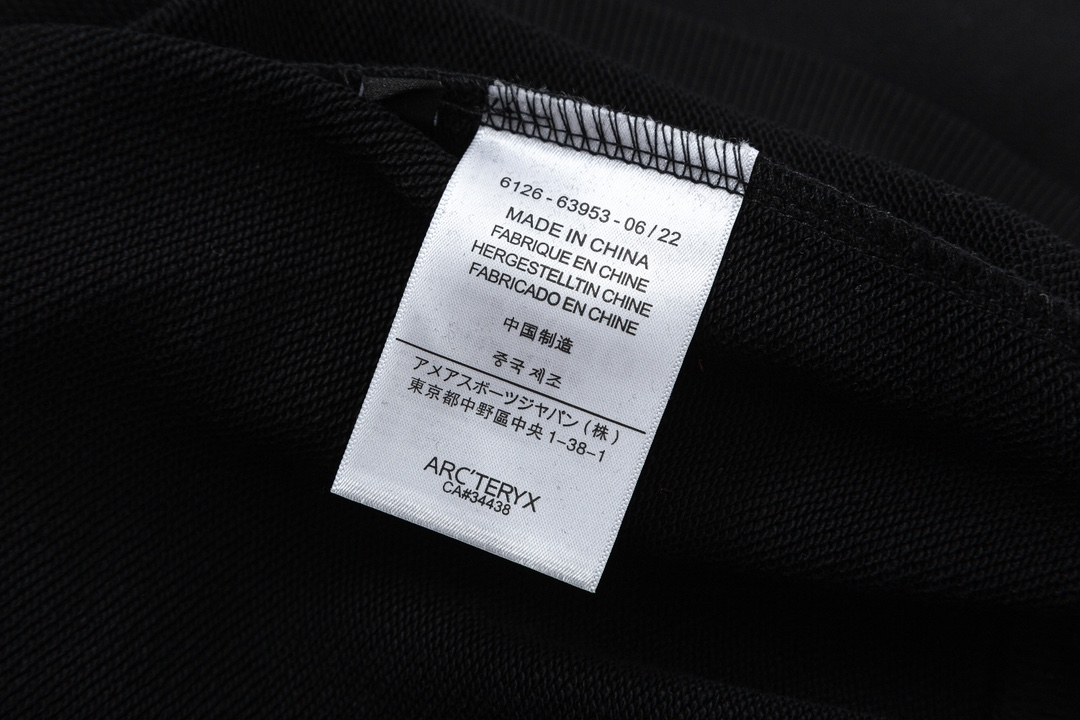 6126 - 63953 - 06 / 22
MADE IN CHINA
FABRIQUE EN CHINE
HERGESTELLTIN CHINE
FABRICADO EN CHINE
中国制造
중국 제조
アメアスポーツジヤパン（株）
東京都中野區中央 1-38-1
ARC'TERYX
CA#34438